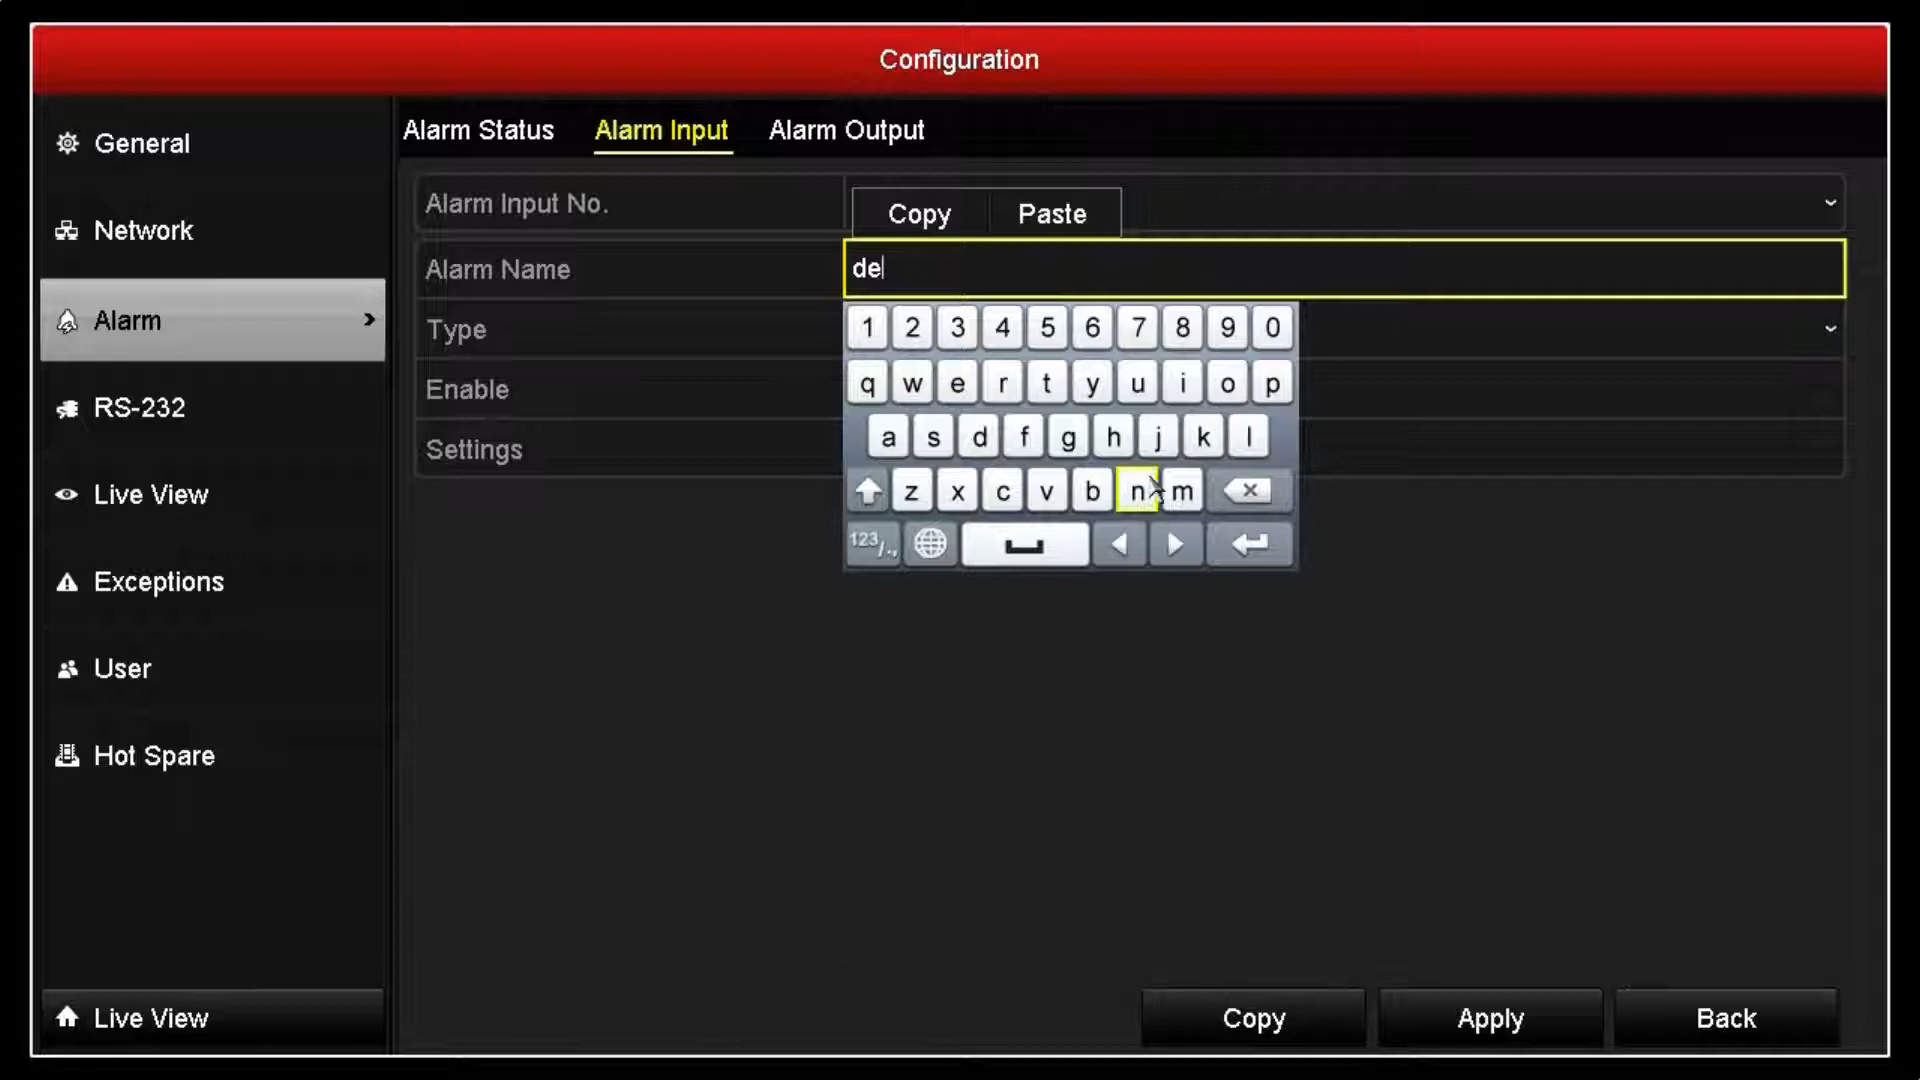 Configuration
General
Network
Alarm
RS-232
Live View
Exceptions
User
Hot Spare
Live View
Alarm Status Alarm Input Alarm Output
Alarm Input No.
Copy Paste
Alarm Name de
Type
Enable
Settings
1 2 3 4 5 6 7 8 9 0
q w e r t y u i o p
a s d f g h j k l
z x c v b n m
123/.,
Copy Apply Back